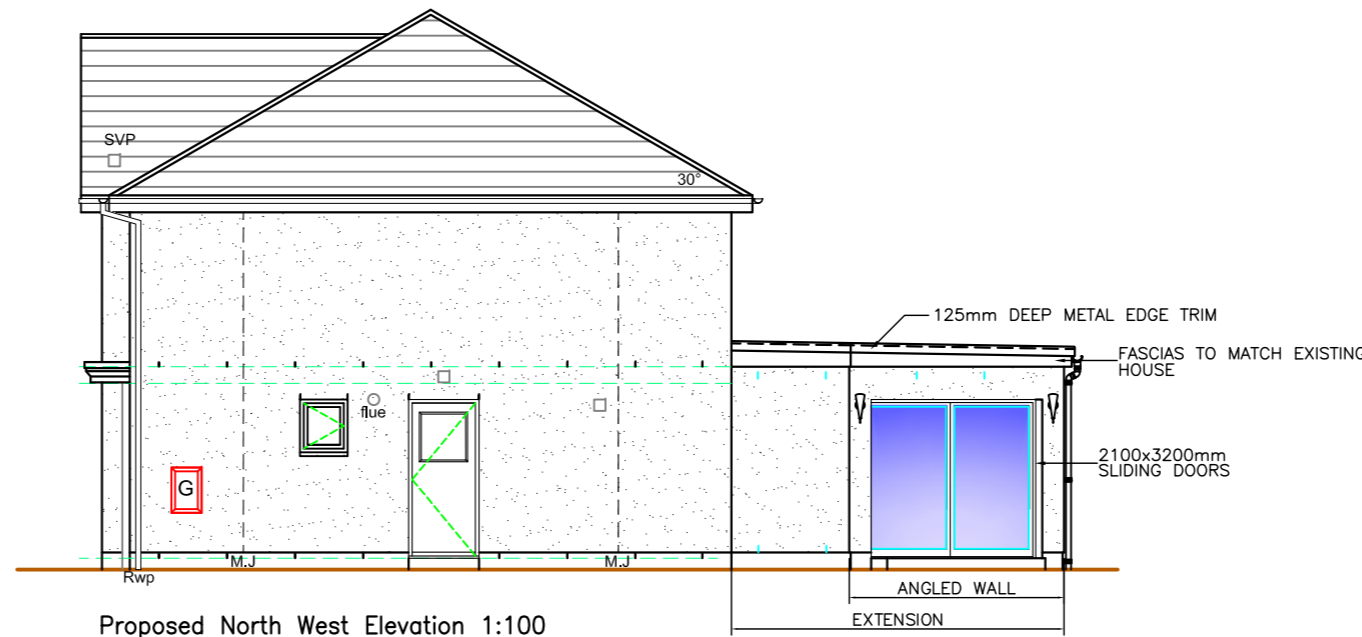 SVP
30°
125mm DEEP METAL EDGE TRIM
FASCIAS TO MATCH EXISTING
HOUSE
flue
2100x3200mm
SLIDING DOORS
G
M.J
M.J
Rwp
ANGLED WALL
EXTENSION
Proposed North West Elevation 1:100